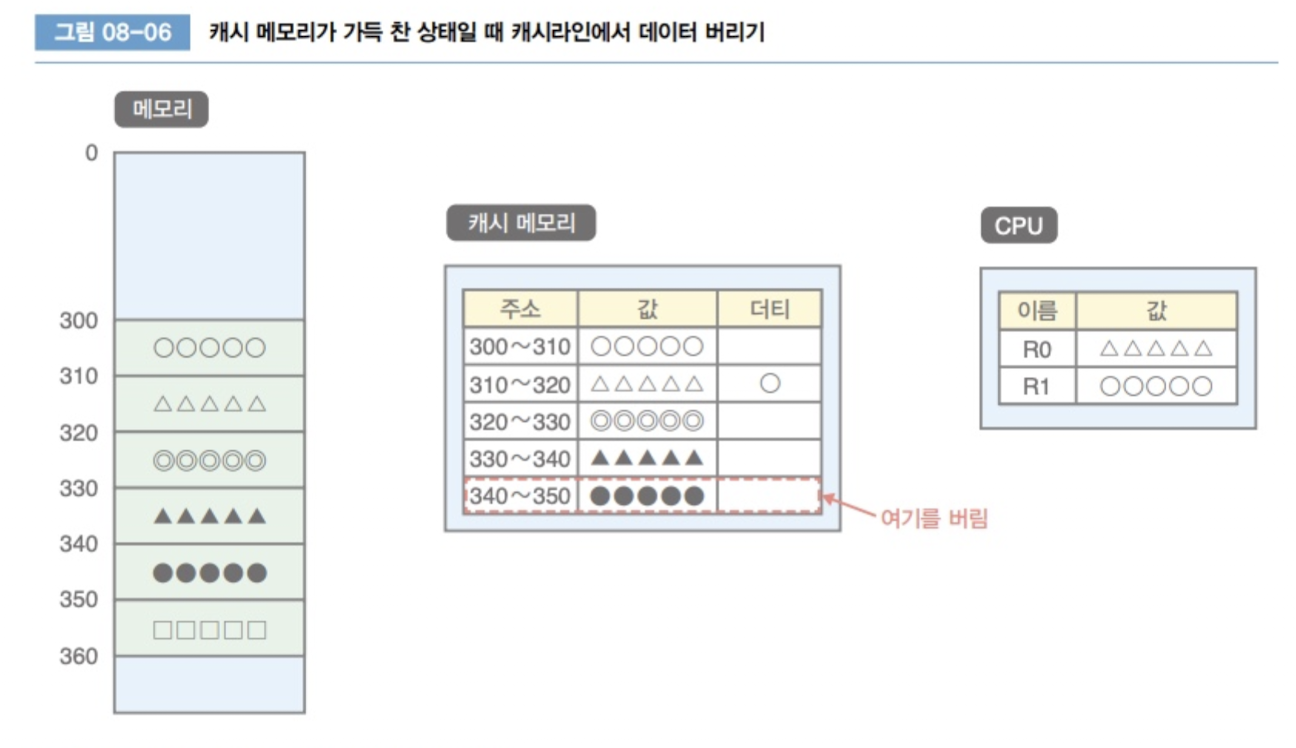 그림 08-06 캐시 메모리가 가득 찬 상태일 때 캐시라인에서 데이터 버리기
메모리
0
300
○○○○○
310
△△△△△
320
◎◎◎◎◎
330
▲▲▲▲▲
340
●●●●●
350
□□□□□
360
캐시 메모리
주소 값 더티
300~310 ○○○○○
310~320 △△△△△ ○
320~330 ◎◎◎◎◎
330~340 ▲▲▲▲▲
340~350 ●●●●●
여기를 버림
CPU
이름 값
R0 △△△△△
R1 ○○○○○